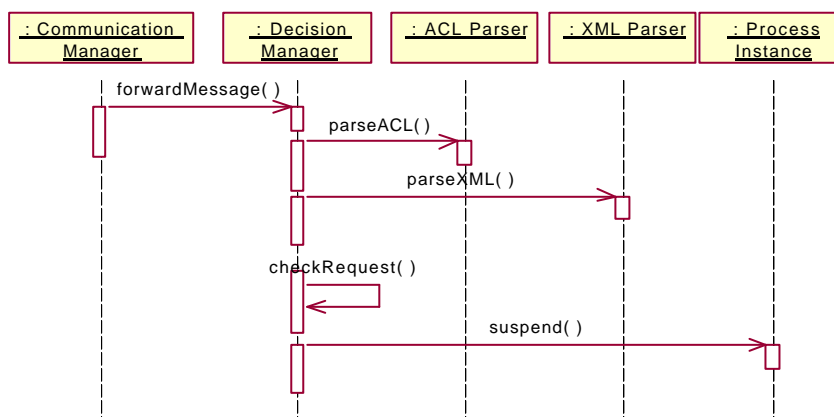 : Communication
Manager
: Decision
Manager
: ACL Parser
: XML Parser
: Process
Instance
forwardMessage( )
parseACL( )
parseXML( )
checkRequest( )
suspend( )